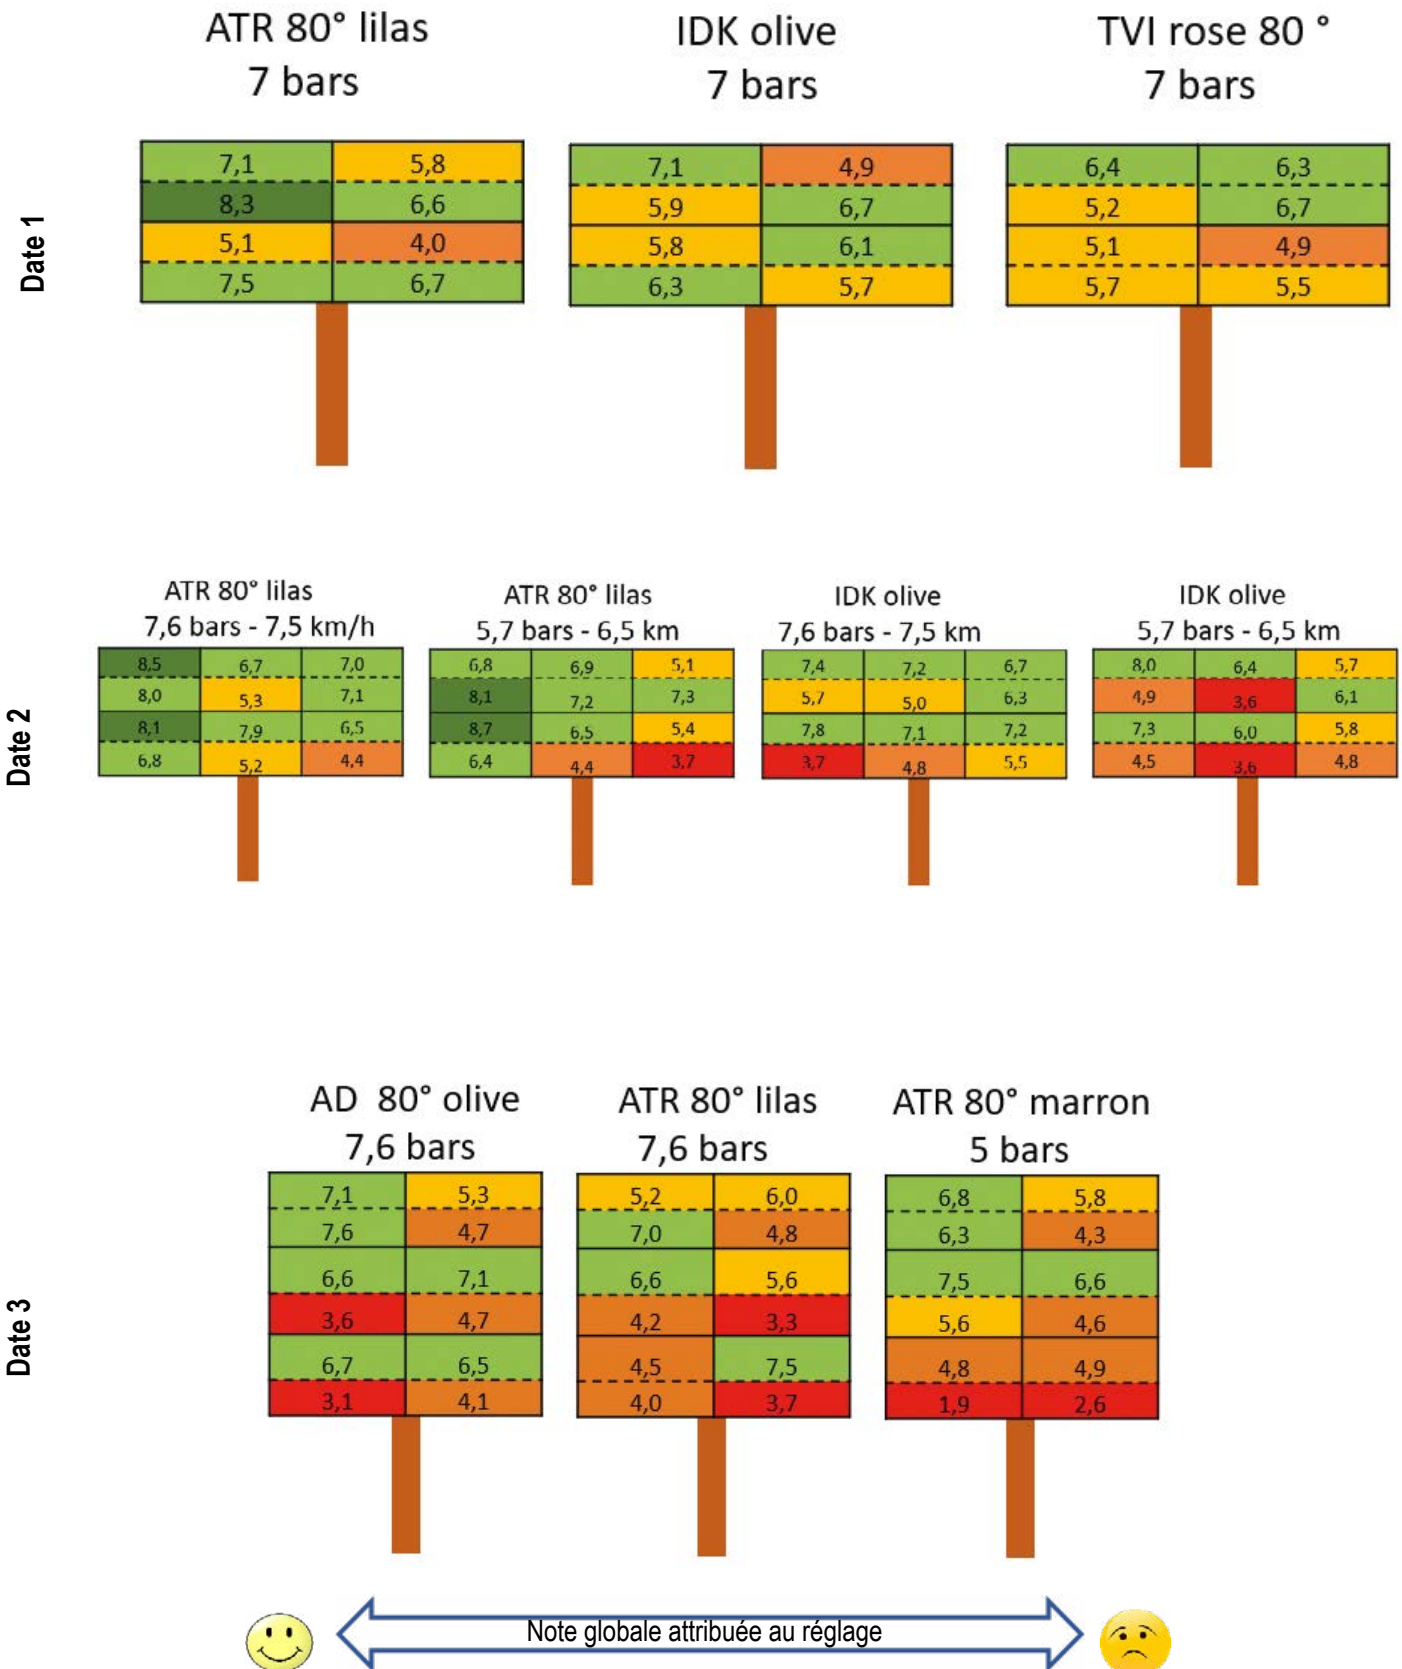 ATR 80° lilas
7 bars
IDK olive
7 bars
TVI rose 80 °
7 bars
Date 1
7,1 5,8
8,3 6,6
5,1 4,0
7,5 6,7
7,1 4,9
5,9 6,7
5,8 6,1
6,3 5,7
6,4 6,3
5,2 6,7
5,1 4,9
5,7 5,5
Date 2
ATR 80° lilas
7,6 bars - 7,5 km/h
8,5 6,7 7,0
8,0 5,3 7,1
8,1 7,9 6,5
6,8 5,2 4,4
ATR 80° lilas
5,7 bars - 6,5 km
6,8 6,9 5,1
8,1 7,2 7,3
8,7 6,5 5,4
6,4 4,4 3,7
IDK olive
7,6 bars - 7,5 km
7,4 7,2 6,7
5,7 5,0 6,3
7,8 7,1 7,2
3,7 4,8 5,5
IDK olive
5,7 bars - 6,5 km
8,0 6,4 5,7
4,9 3,6 6,1
7,3 6,0 5,8
4,5 3,6 4,8
Date 3
AD 80° olive
7,6 bars
7,1 5,3
7,6 4,7
6,6 7,1
3,6 4,7
6,7 6,5
3,1 4,1
ATR 80° lilas
7,6 bars
5,2 6,0
7,0 4,8
6,6 5,6
4,2 3,3
4,5 7,5
4,0 3,7
ATR 80° marron
5 bars
6,8 5,8
6,3 4,3
7,5 6,6
5,6 4,6
4,8 4,9
1,9 2,6
Note globale attribuée au réglage